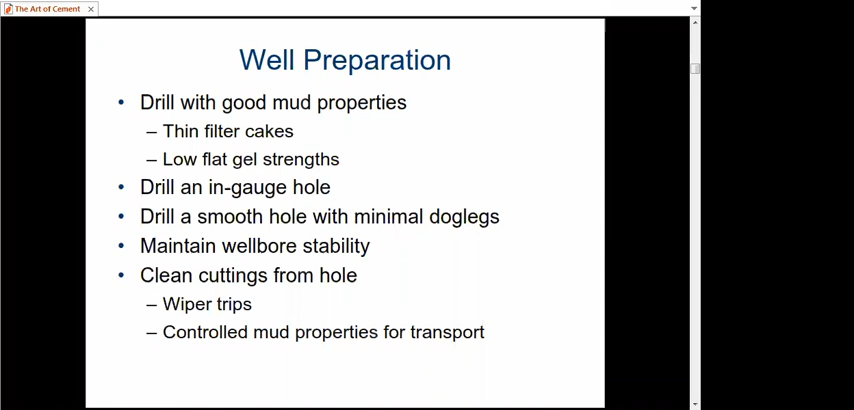 The Art of Cement
Well Preparation
• Drill with good mud properties
– Thin filter cakes
– Low flat gel strengths
• Drill an in-gauge hole
• Drill a smooth hole with minimal doglegs
• Maintain wellbore stability
• Clean cuttings from hole
– Wiper trips
– Controlled mud properties for transport